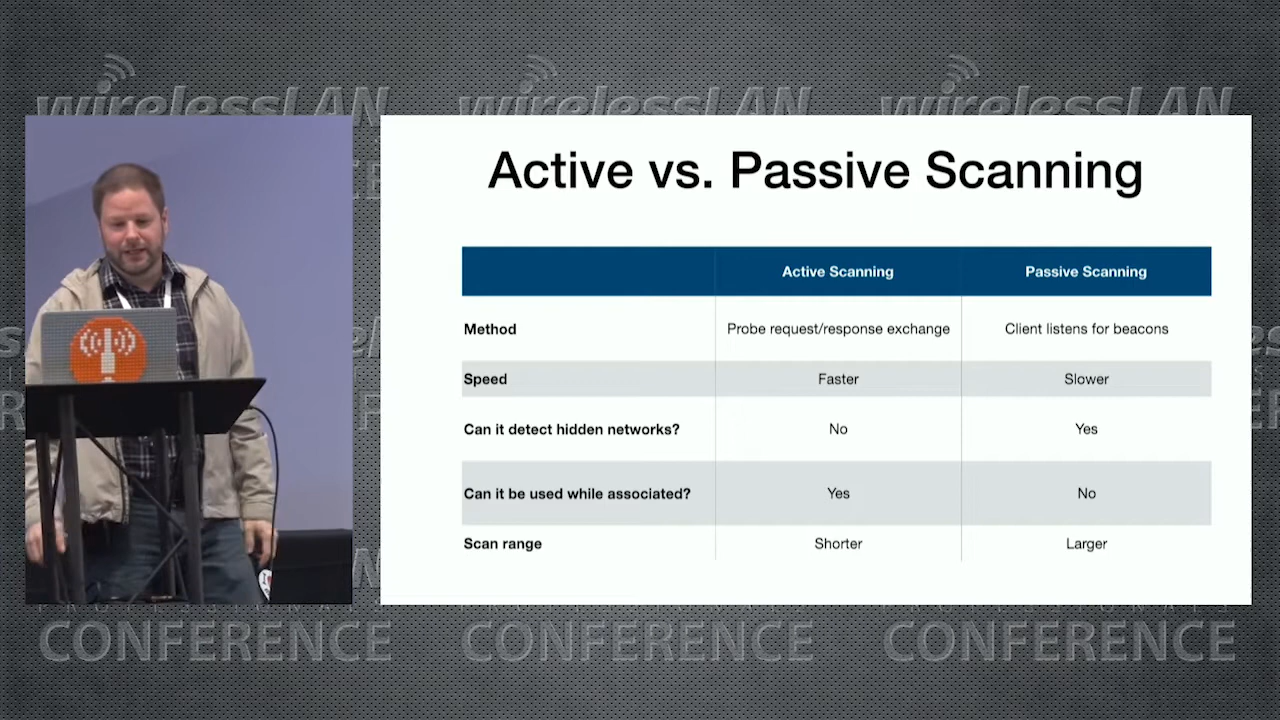 wirelessLAN wirelessLAN wirelessLAN
Active vs. Passive Scanning
Active Scanning Passive Scanning
Method Probe request/response exchange Client listens for beacons
Speed Faster Slower
Can it detect hidden networks? No Yes
Can it be used while associated? Yes No
Scan range Shorter Larger
CONFERENCE CONFERENCE CONFERENCE